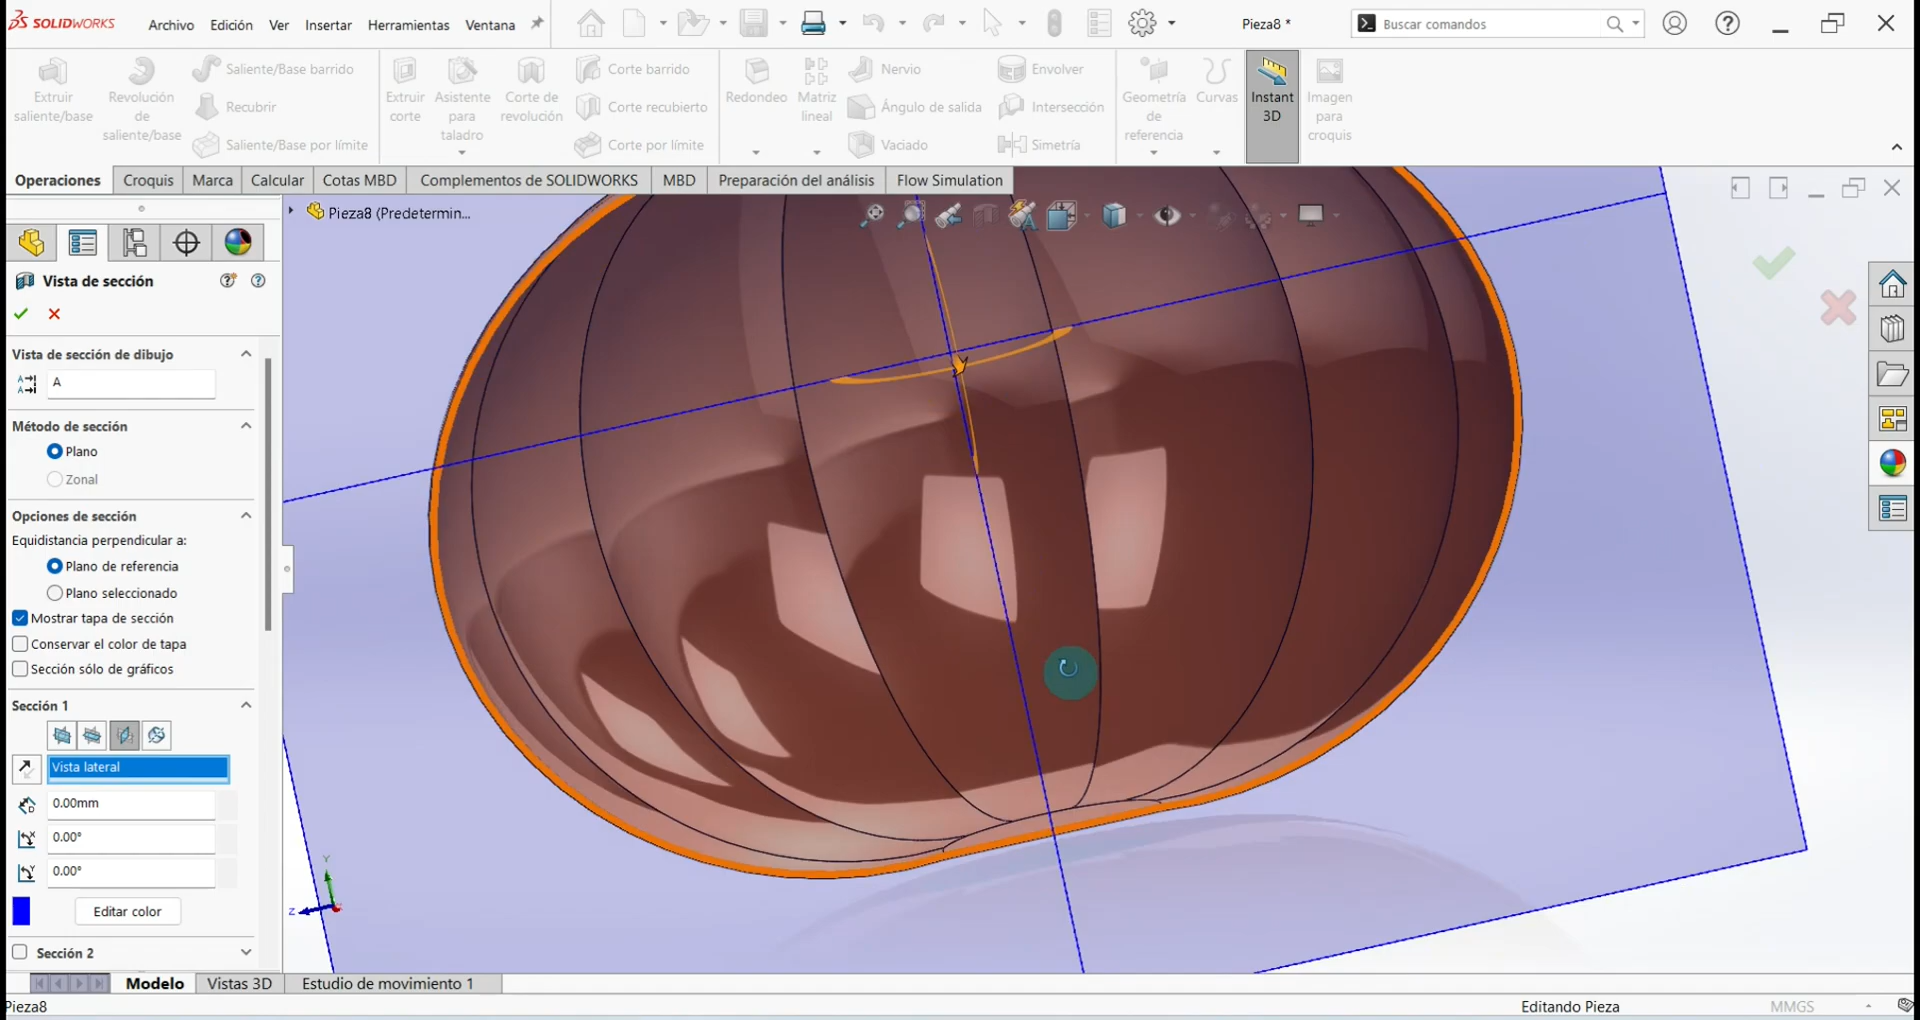 SOLIDWORKS
Archivo Edición Ver Insertar Herramientas Ventana
Pieza8 *
Buscar comandos
Extruir saliente/base
Revolución de saliente/base
Saliente/Base barrido
Recubrir
Saliente/Base por límite
Extruir corte
Asistente para taladro
Corte de revolución
Corte barrido
Corte recubierto
Corte por límite
Redondeo
Matriz lineal
Nervio
Ángulo de salida
Vaciado
Envolver
Intersección
Simetría
Geometría de referencia
Curvas
Instant 3D
Imagen para croquis
Operaciones Croquis Marca Calcular Cotas MBD Complementos de SOLIDWORKS MBD Preparación del análisis Flow Simulation
Pieza8 (Predetermin...
Vista de sección
Vista de sección de dibujo
A
Método de sección
Plano
Zonal
Opciones de sección
Equidistancia perpendicular a:
Plano de referencia
Plano seleccionado
Mostrar tapa de sección
Conservar el color de tapa
Sección sólo de gráficos
Sección 1
Vista lateral
0.00mm
0.00°
0.00°
Editar color
Sección 2
Y
Z
Modelo Vistas 3D Estudio de movimiento 1
Pieza8
Editando Pieza
MMGS